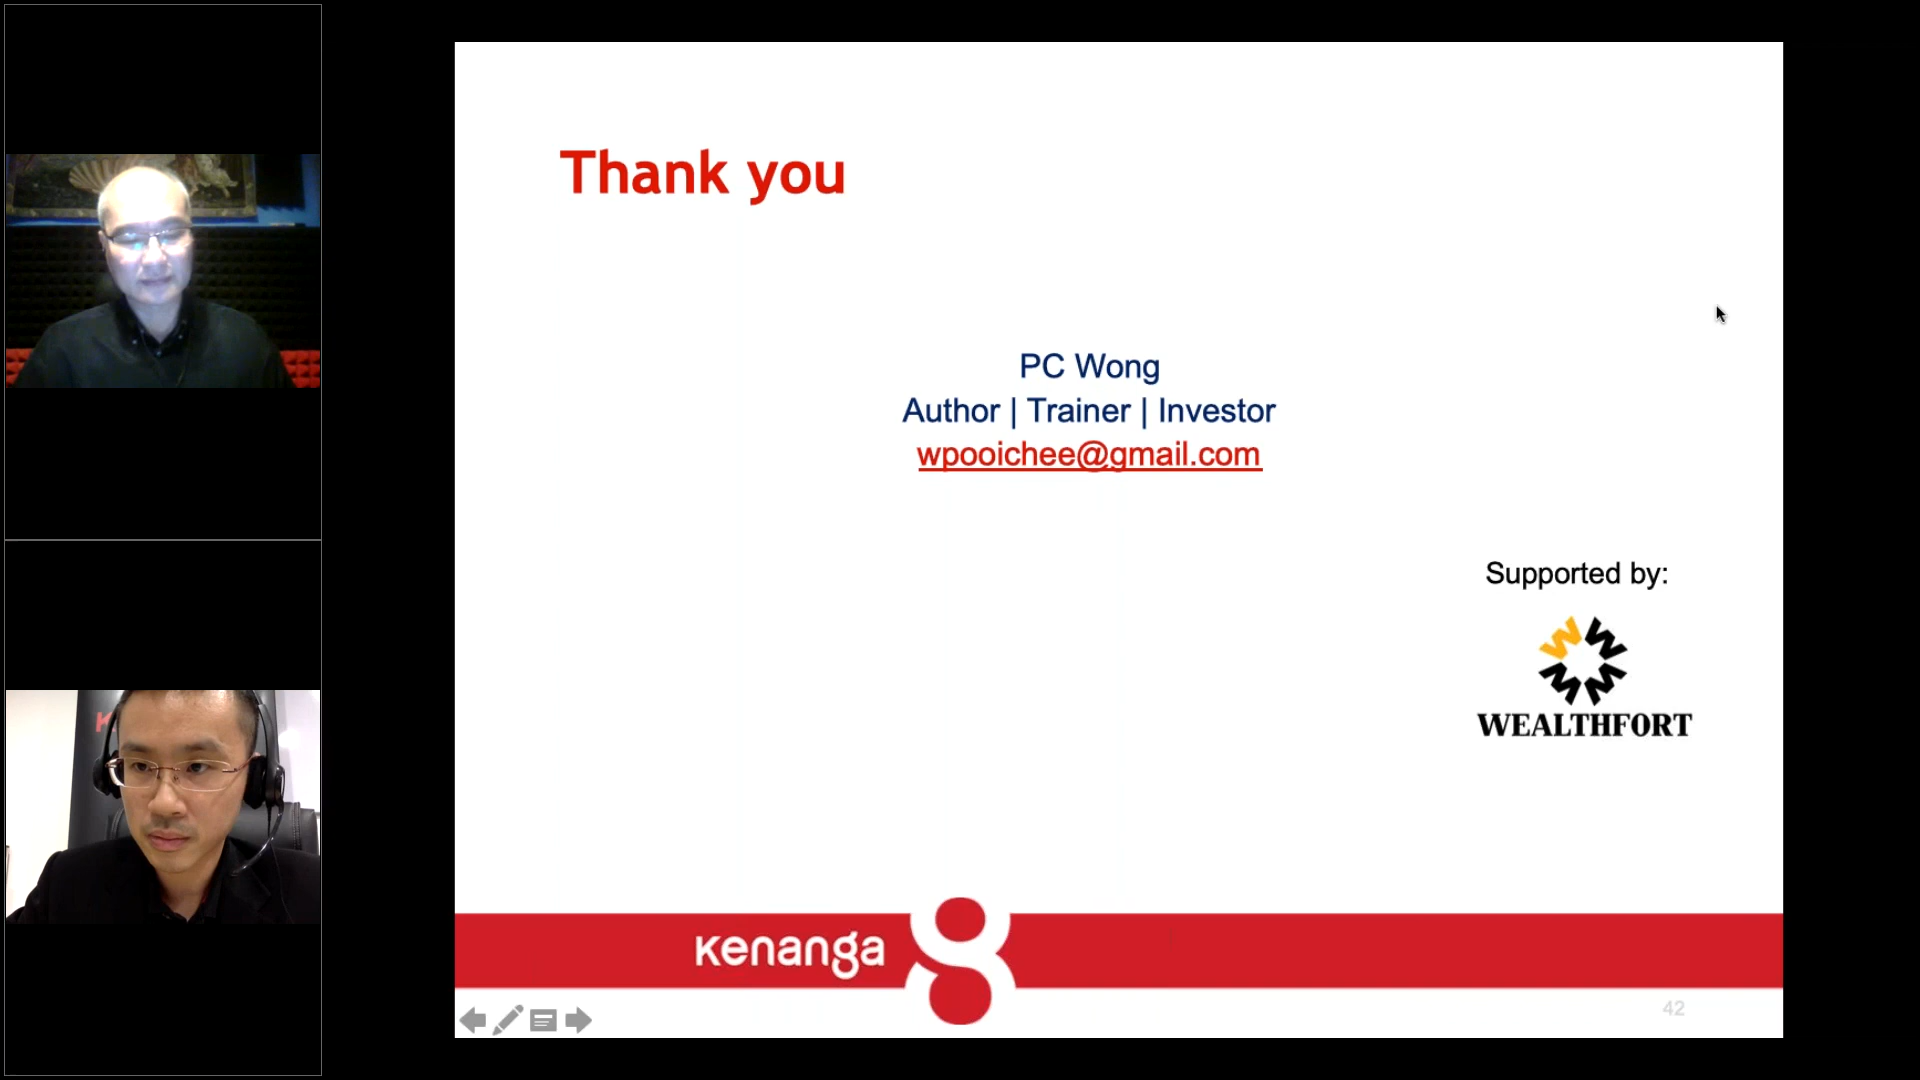 Thank you
PC Wong
Author | Trainer | Investor
wpooichee@gmail.com
Supported by:
WEALTHFORT
kenanga
42
K